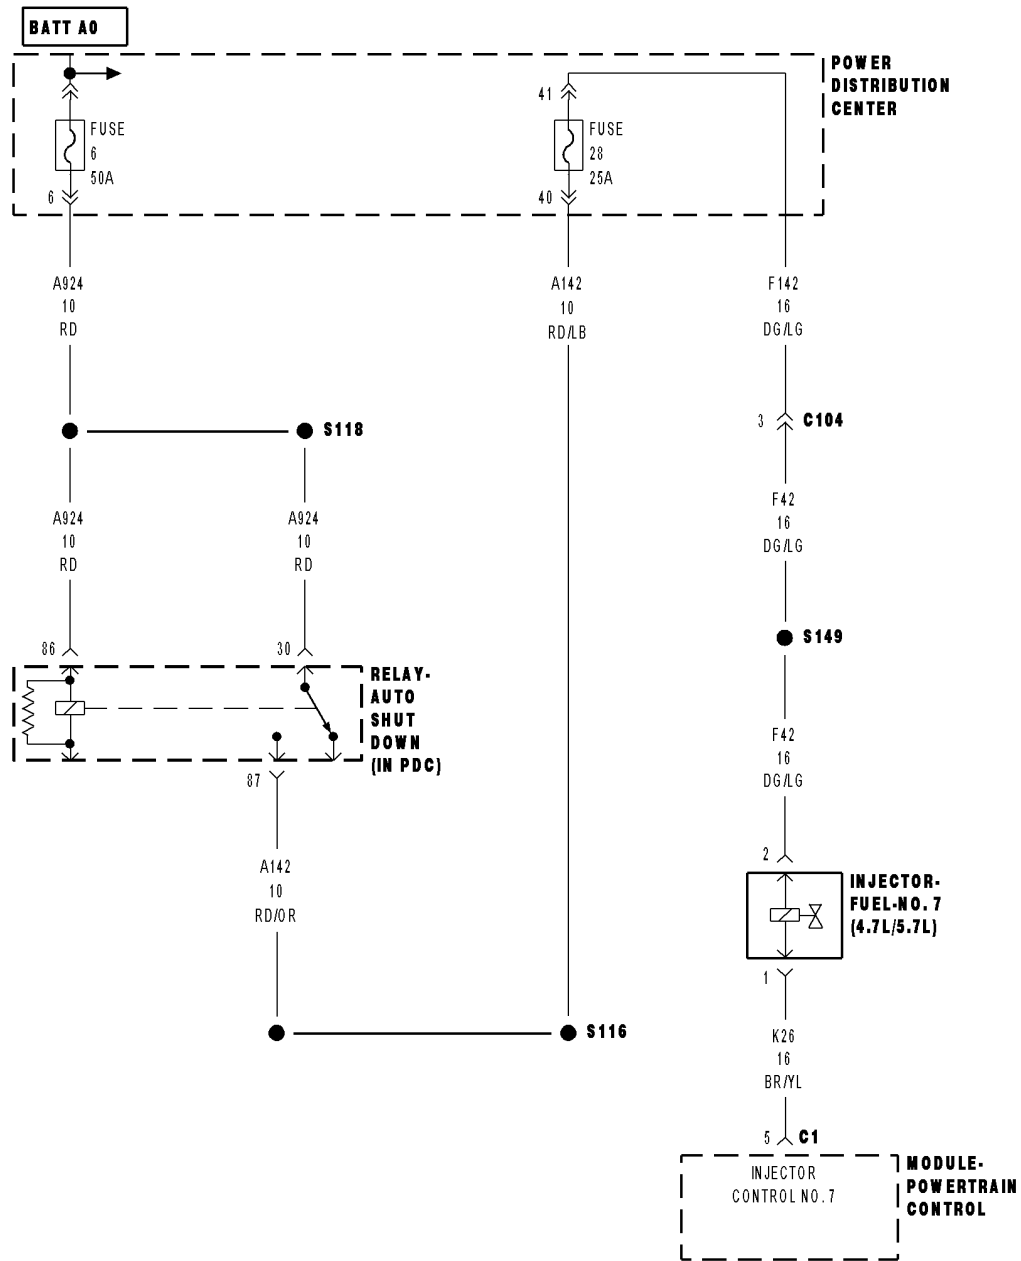 BATT A0
POWER
DISTRIBUTION
CENTER
FUSE
6
50A
6
41
FUSE
28
25A
40
A924
10
RD
A142
10
RD/LB
F142
16
DG/LG
S118
3
C104
A924
10
RD
A924
10
RD
F42
16
DG/LG
86
30
S149
RELAY-
AUTO
SHUT
DOWN
(IN PDC)
87
F42
16
DG/LG
A142
10
RD/OR
2
INJECTOR-
FUEL-NO. 7
(4.7L/5.7L)
1
S116
K26
16
BR/YL
5
C1
INJECTOR
CONTROL NO. 7
MODULE-
POWERTRAIN
CONTROL